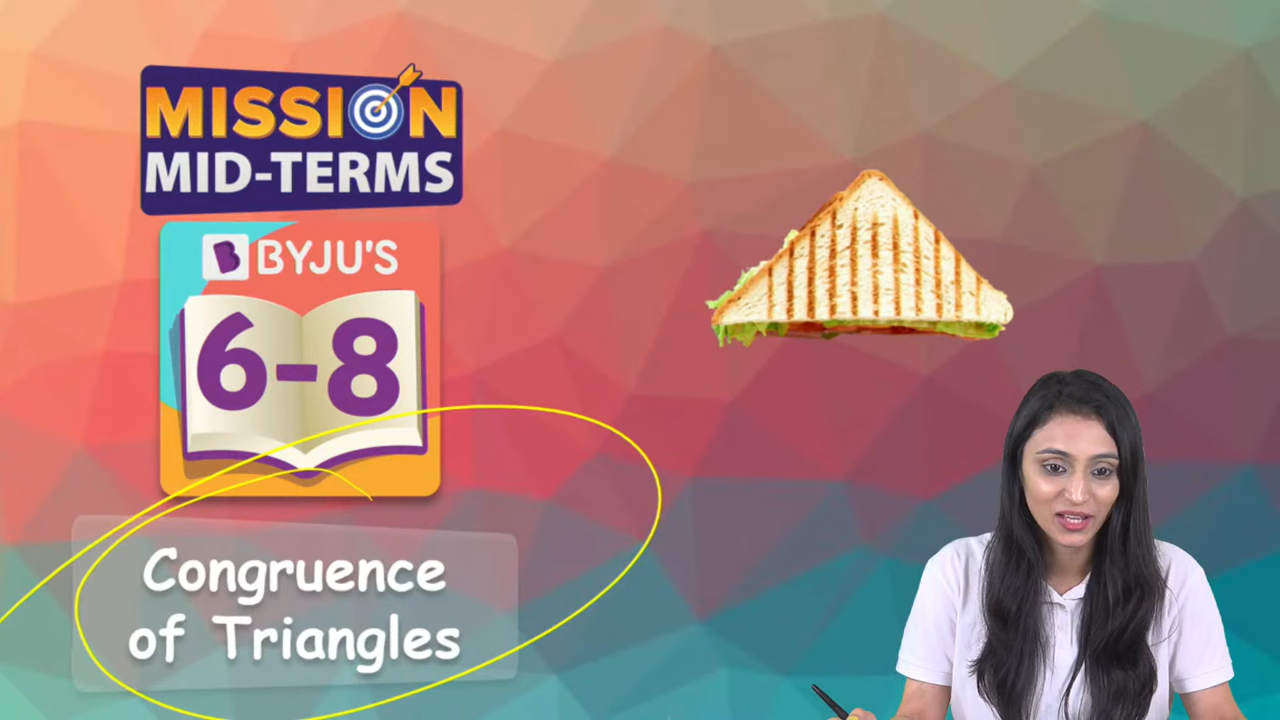 MISSION
MID-TERMS
BYJU'S
6-8
Congruence
of Triangles